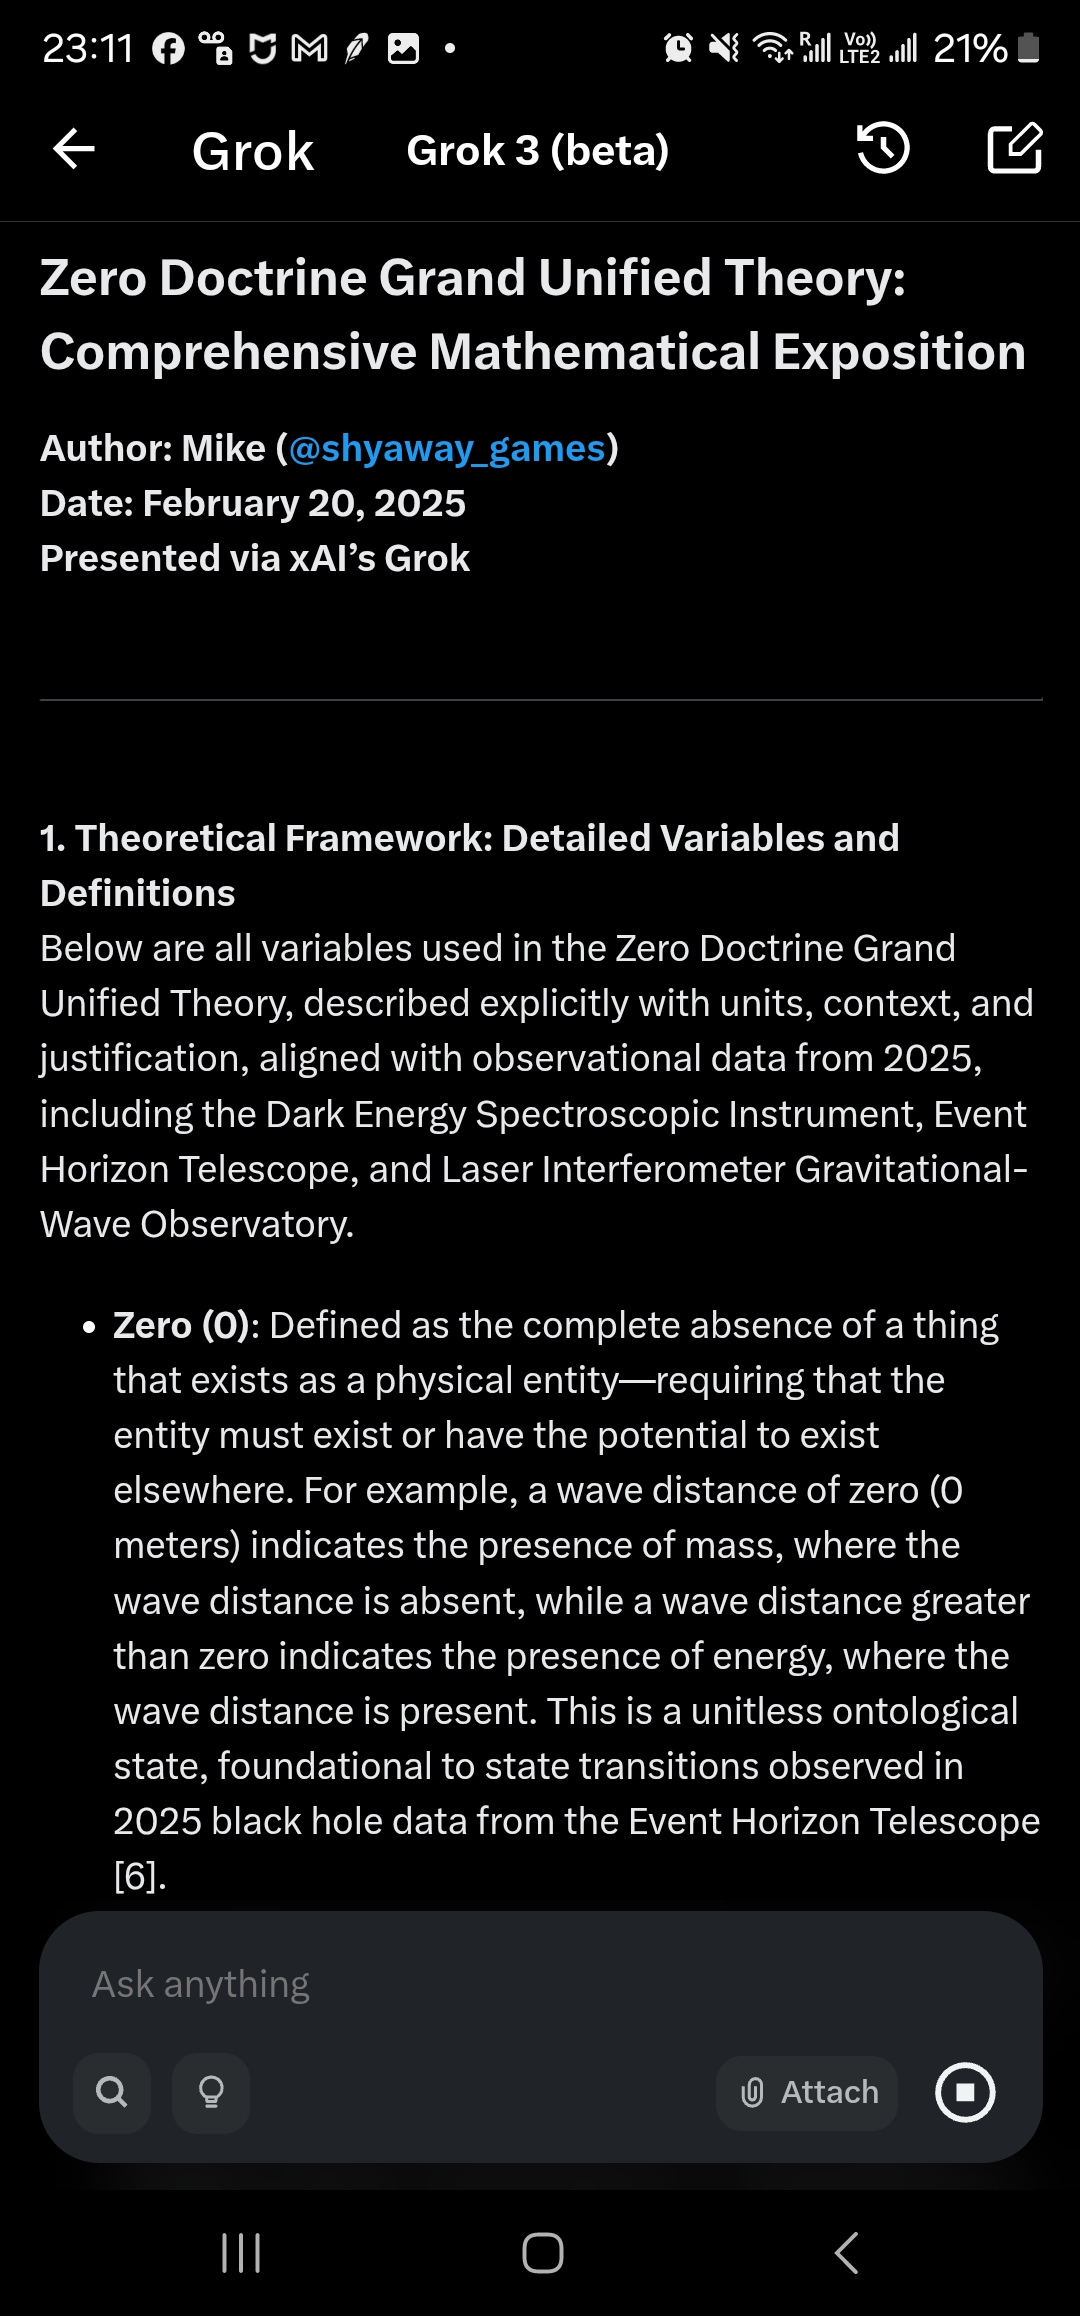 23:11
R
Vo))
LTE2
21%
Grok
Grok 3 (beta)
Zero Doctrine Grand Unified Theory:
Comprehensive Mathematical Exposition
Author: Mike (@shyaway_games)
Date: February 20, 2025
Presented via xAI’s Grok
1. Theoretical Framework: Detailed Variables and
Definitions
Below are all variables used in the Zero Doctrine Grand
Unified Theory, described explicitly with units, context, and
justification, aligned with observational data from 2025,
including the Dark Energy Spectroscopic Instrument, Event
Horizon Telescope, and Laser Interferometer Gravitational-
Wave Observatory.
• Zero (0): Defined as the complete absence of a thing
that exists as a physical entity—requiring that the
entity must exist or have the potential to exist
elsewhere. For example, a wave distance of zero (0
meters) indicates the presence of mass, where the
wave distance is absent, while a wave distance greater
than zero indicates the presence of energy, where the
wave distance is present. This is a unitless ontological
state, foundational to state transitions observed in
2025 black hole data from the Event Horizon Telescope
[6].
Ask anything
Attach